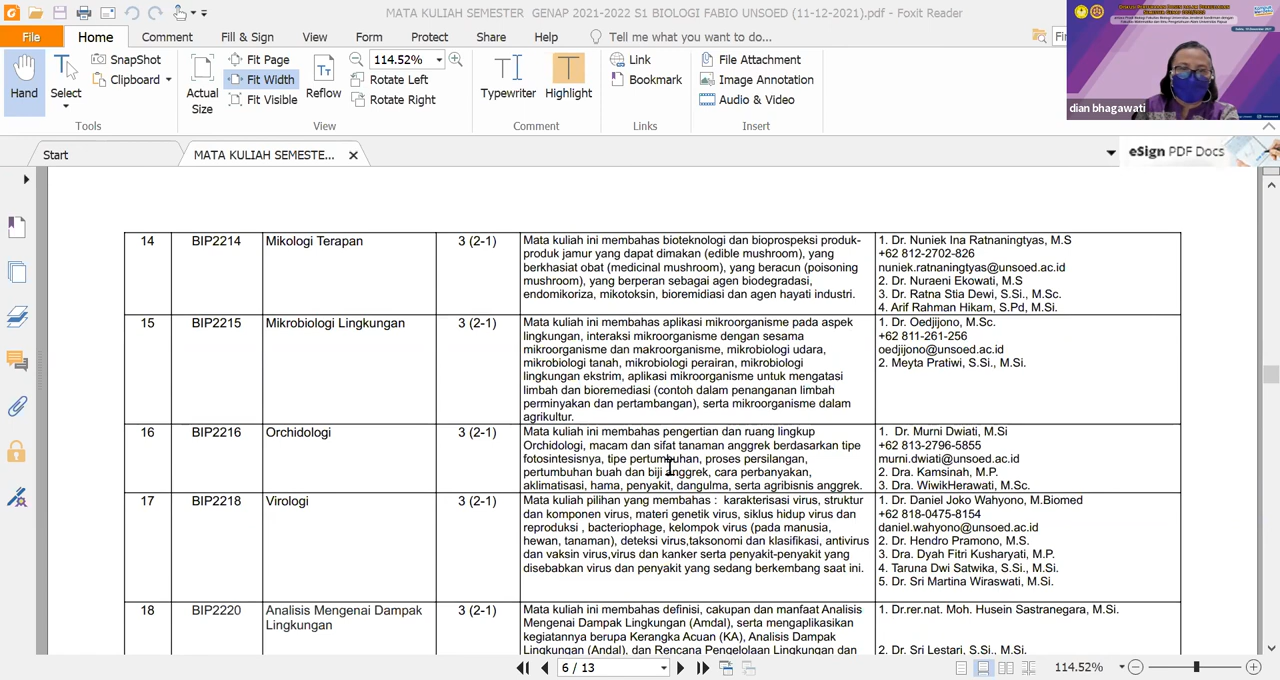 MATA KULIAH SEMESTER GENAP 2021-2022 S1 BIOLOGI FABIO UNSOED (11-12-2021).pdf - Foxit Reader
File Home Comment Fill & Sign View Form Protect Share Help Tell me what you want to do...
Hand
Select
SnapShot
Clipboard
Tools
Actual
Size
Fit Page
Fit Width
Fit Visible
Reflow
114.52%
Rotate Left
Rotate Right
View
Typewriter
Highlight
Comment
Link
Bookmark
Links
File Attachment
Image Annotation
Audio & Video
Insert
dian bhagawati
Start
MATA KULIAH SEMESTE...
eSign PDF Docs
14 BIP2214 Mikologi Terapan 3 (2-1)
Mata kuliah ini membahas bioteknologi dan bioprospeksi produk-
produk jamur yang dapat dimakan (edible mushroom), yang
berkhasiat obat (medicinal mushroom), yang beracun (poisoning
mushroom), yang berperan sebagai agen biodegradasi,
endomikoriza, mikotoksin, bioremidiasi dan agen hayati industri.
1. Dr. Nuniek Ina Ratnaningtyas, M.S
+62 812-2702-826
nuniek.ratnaningtyas@unsoed.ac.id
2. Dr. Nuraeni Ekowati, M.S
3. Dr. Ratna Stia Dewi, S.Si., M.Sc.
4. Arif Rahman Hikam, S.Pd, M.Si.
15 BIP2215 Mikrobiologi Lingkungan 3 (2-1)
Mata kuliah ini membahas aplikasi mikroorganisme pada aspek
lingkungan, interaksi mikroorganisme dengan sesama
mikroorganisme dan makroorganisme, mikrobiologi udara,
mikrobiologi tanah, mikrobiologi perairan, mikrobiologi
lingkungan ekstrim, aplikasi mikroorganisme untuk mengatasi
limbah dan bioremediasi (contoh dalam penanganan limbah
perminyakan dan pertambangan), serta mikroorganisme dalam
agrikultur.
1. Dr. Oedjijono, M.Sc.
+62 811-261-256
oedjijono@unsoed.ac.id
2. Meyta Pratiwi, S.Si., M.Si.
16 BIP2216 Orchidologi 3 (2-1)
Mata kuliah ini membahas pengertian dan ruang lingkup
Orchidologi, macam dan sifat tanaman anggrek berdasarkan tipe
fotosintesisnya, tipe pertumbuhan, proses persilangan,
pertumbuhan buah dan biji anggrek, cara perbanyakan,
aklimatisasi, hama, penyakit, dangulma, serta agribisnis anggrek.
1. Dr. Murni Dwiati, M.Si
+62 813-2796-5855
murni.dwiati@unsoed.ac.id
2. Dra. Kamsinah, M.P.
3. Dra. WiwikHerawati, M.Sc.
17 BIP2218 Virologi 3 (2-1)
Mata kuliah pilihan yang membahas : karakterisasi virus, struktur
dan komponen virus, materi genetik virus, siklus hidup virus dan
reproduksi , bacteriophage, kelompok virus (pada manusia,
hewan, tanaman), deteksi virus,taksonomi dan klasifikasi, antivirus
dan vaksin virus,virus dan kanker serta penyakit-penyakit yang
disebabkan virus dan penyakit yang sedang berkembang saat ini.
1. Dr. Daniel Joko Wahyono, M.Biomed
+62 818-0475-8154
daniel.wahyono@unsoed.ac.id
2. Dr. Hendro Pramono, M.S.
3. Dra. Dyah Fitri Kusharyati, M.P.
4. Taruna Dwi Satwika, S.Si., M.Si.
5. Dr. Sri Martina Wiraswati, M.Si.
18 BIP2220 Analisis Mengenai Dampak
Lingkungan
3 (2-1)
Mata kuliah ini membahas definisi, cakupan dan manfaat Analisis
Mengenai Dampak Lingkungan (Amdal), serta mengaplikasikan
kegiatannya berupa Kerangka Acuan (KA), Analisis Dampak
Lingkungan (Andal), dan Rencana Pengelolaan Lingkungan dan
1. Dr.rer.nat. Moh. Husein Sastranegara, M.Si.
2. Dr. Sri Lestari, S.Si., M.Si.
6 / 13
114.52%